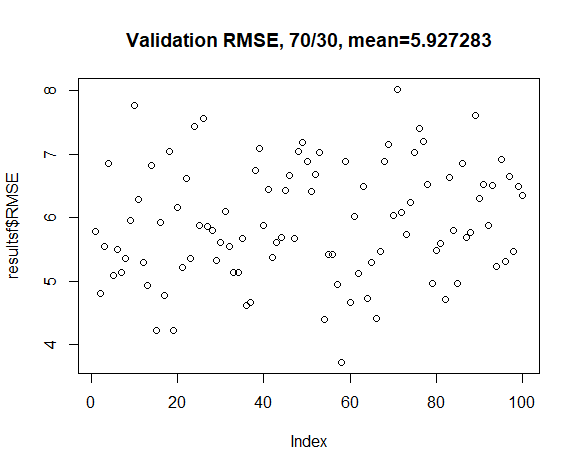 Validation RMSE, 70/30, mean=5.927283
8
7
6
5
4
resultsf$RMSE
0 20 40 60 80 100
Index